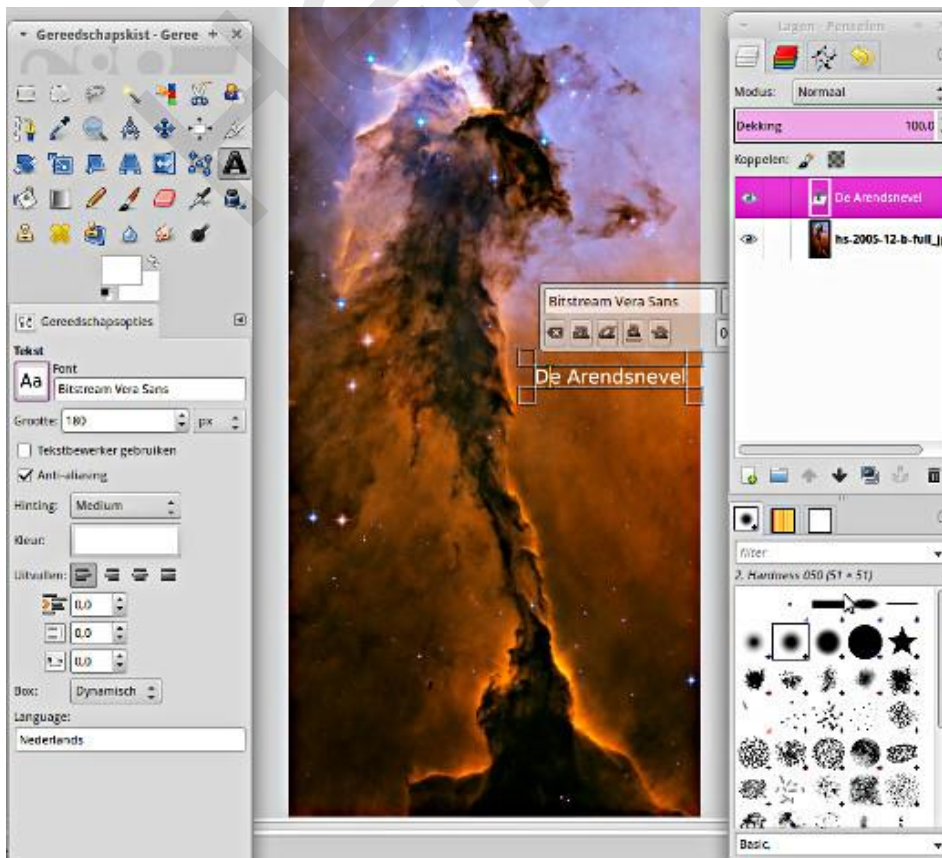 Gereedschapskist - Geree
Gereedschapsopties
Tekst
Font
Aa
Bitstream Vera Sans
Grootte: 180 px
Tekstbewerker gebruiken
Anti-aliasing
Hinting: Medium
Kleur:
Uitvullen:
0,0
0,0
0,0
Box: Dynamisch
Language:
Nederlands
Bitstream Vera Sans
De Arendsnevel
Lagen - Penselen
Modus: Normaal
Dekking 100,0
Koppelen:
De Arendsnevel
hs-2005-12-b-full_j
filter
2. Hardness 050 (51 × 51)
Basic,